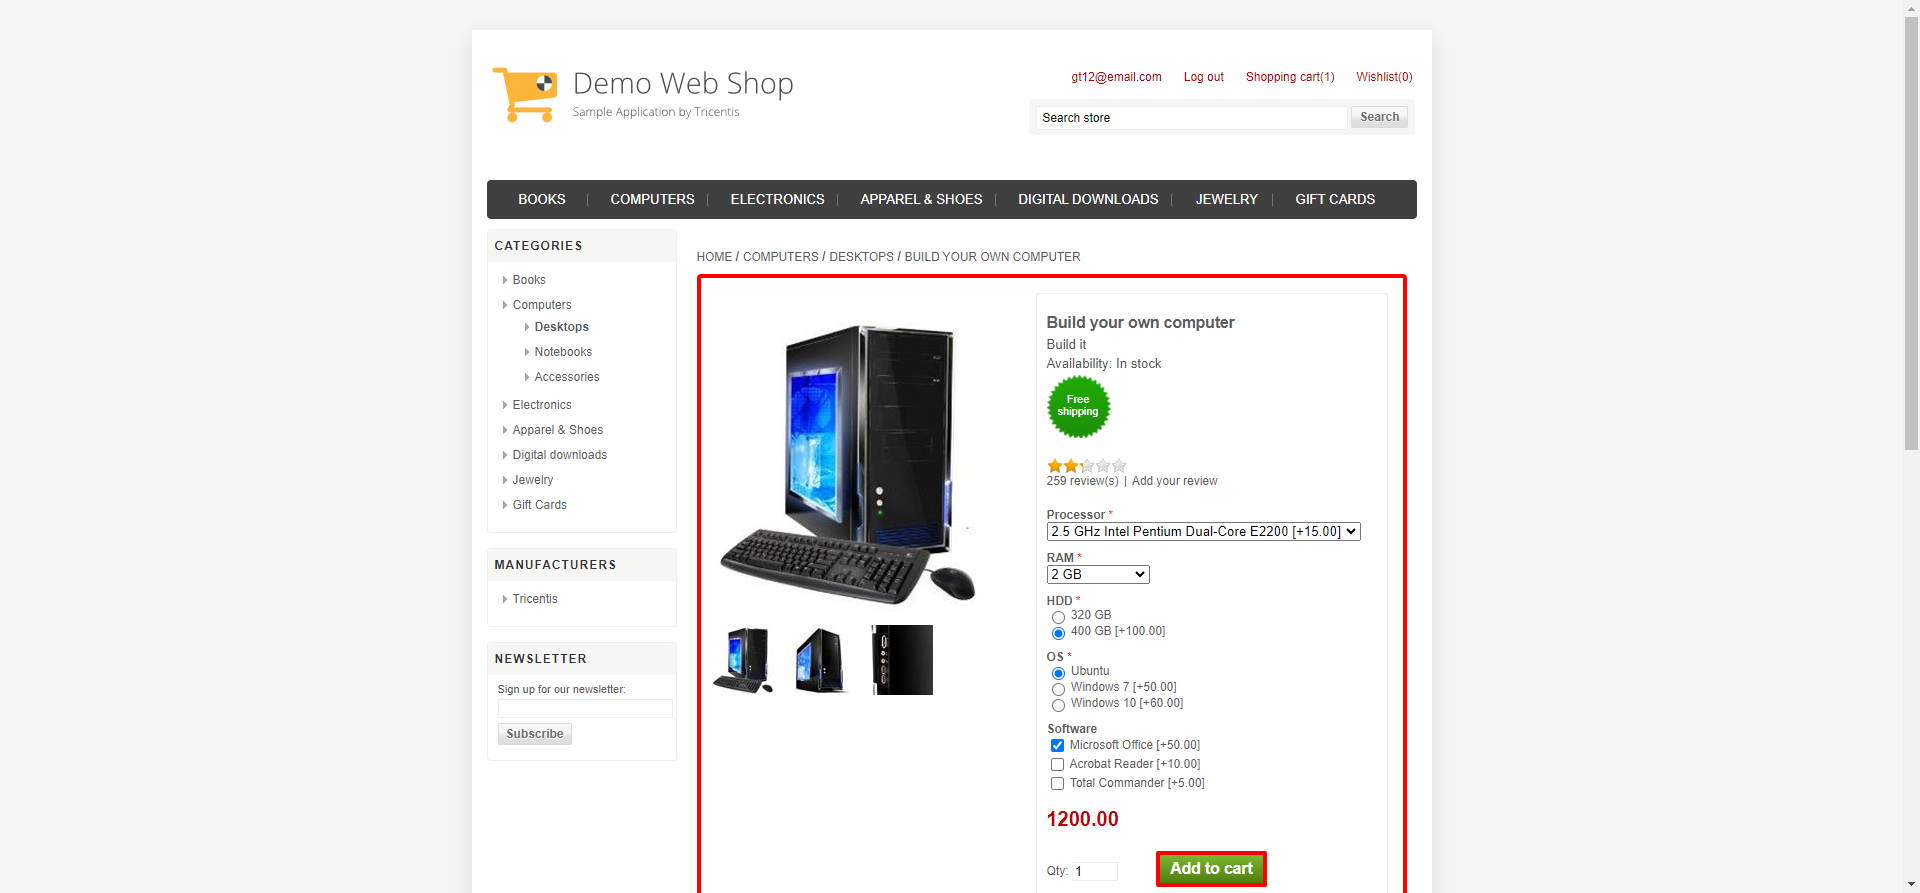 Demo Web Shop
Sample Application by Tricentis
gt12@email.com Log out Shopping cart(1) Wishlist(0)
Search store Search
BOOKS COMPUTERS ELECTRONICS APPAREL & SHOES DIGITAL DOWNLOADS JEWELRY GIFT CARDS
CATEGORIES
Books
Computers
Desktops
Notebooks
Accessories
Electronics
Apparel & Shoes
Digital downloads
Jewelry
Gift Cards
MANUFACTURERS
Tricentis
NEWSLETTER
Sign up for our newsletter:
Subscribe
HOME / COMPUTERS / DESKTOPS / BUILD YOUR OWN COMPUTER
Build your own computer
Build it
Availability: In stock
Free
shipping
259 review(s) | Add your review
Processor *
2.5 GHz Intel Pentium Dual-Core E2200 [+15.00]
RAM *
2 GB
HDD *
320 GB
400 GB [+100.00]
OS *
Ubuntu
Windows 7 [+50.00]
Windows 10 [+60.00]
Software
Microsoft Office [+50.00]
Acrobat Reader [+10.00]
Total Commander [+5.00]
1200.00
Qty: 1 Add to cart